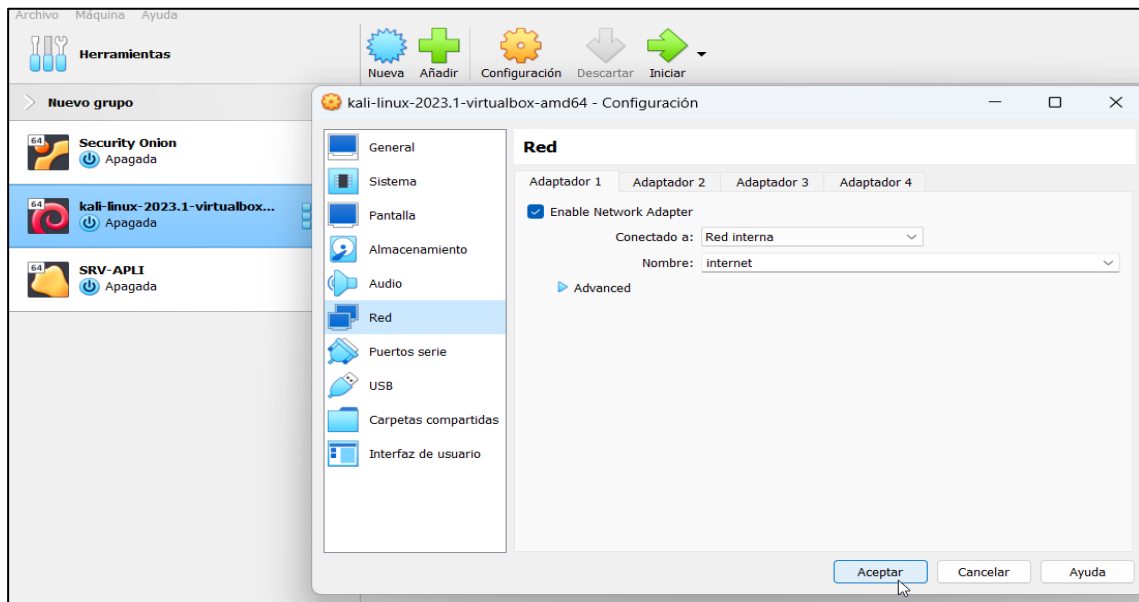 Archivo Máquina Ayuda
Herramientas
Nueva Añadir Configuración Descartar Iniciar
Nuevo grupo
64
Security Onion
Apagada
64
kali-linux-2023.1-virtualbox...
Apagada
64
SRV-APLI
Apagada
kali-linux-2023.1-virtualbox-amd64 - Configuración
General
Sistema
Pantalla
Almacenamiento
Audio
Red
Puertos serie
USB
Carpetas compartidas
Interfaz de usuario
Red
Adaptador 1 Adaptador 2 Adaptador 3 Adaptador 4
Enable Network Adapter
Conectado a: Red interna
Nombre: internet
Advanced
Aceptar Cancelar Ayuda